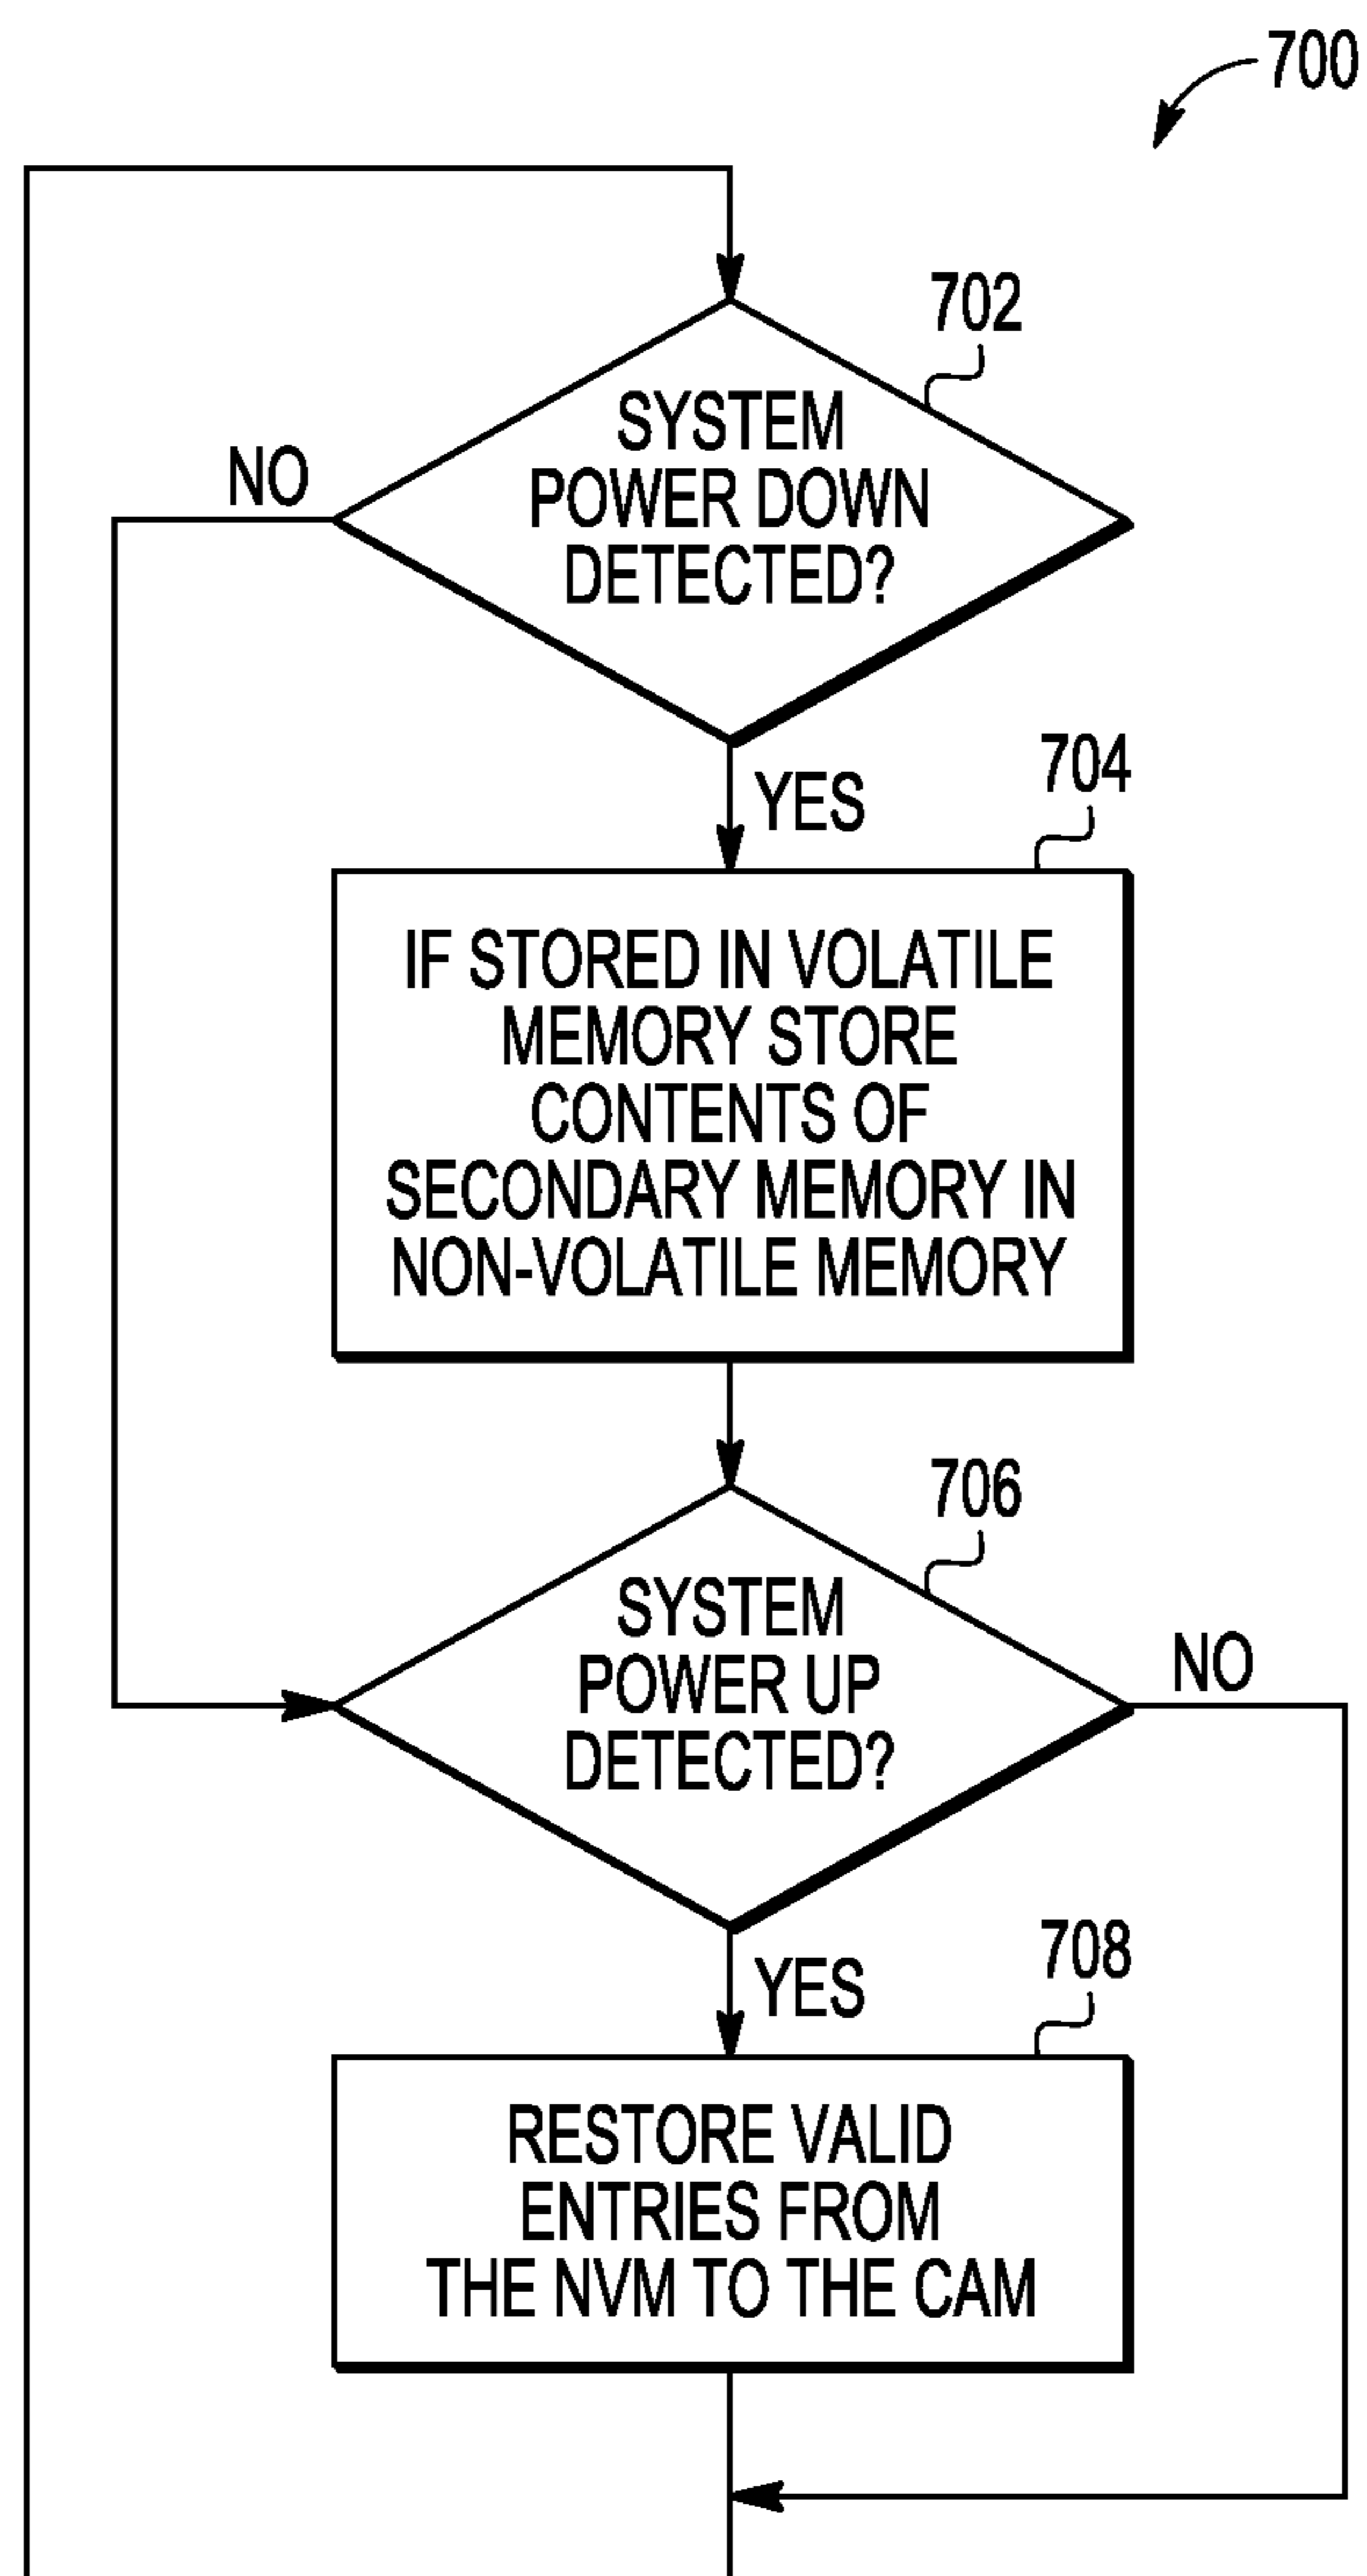 700
702
SYSTEM
POWER DOWN
DETECTED?
NO
YES
704
IF STORED IN VOLATILE
MEMORY STORE
CONTENTS OF
SECONDARY MEMORY IN
NON-VOLATILE MEMORY
706
SYSTEM
POWER UP
DETECTED?
NO
YES
708
RESTORE VALID
ENTRIES FROM
THE NVM TO THE CAM